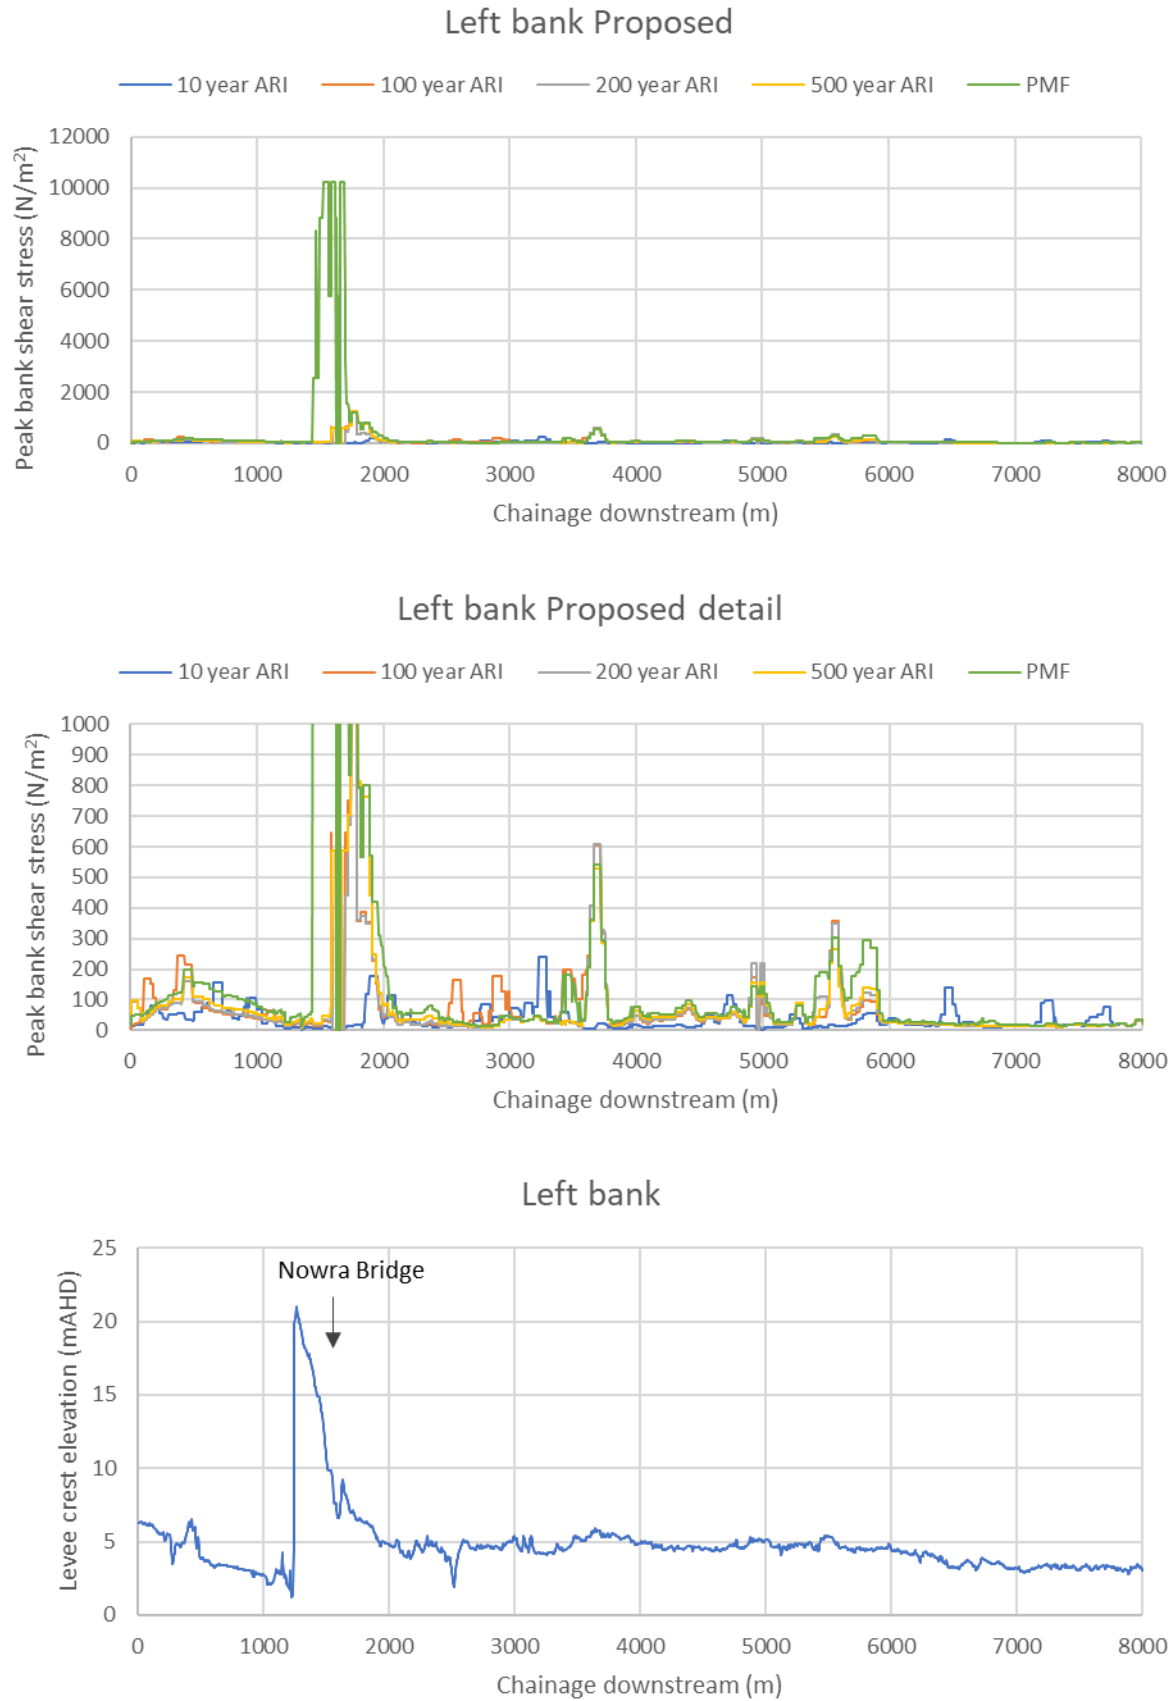 Left bank Proposed
10 year ARI 100 year ARI 200 year ARI 500 year ARI PMF
Peak bank shear stress (N/m²)
12000
10000
8000
6000
4000
2000
0
0 1000 2000 3000 4000 5000 6000 7000 8000
Chainage downstream (m)
Left bank Proposed detail
10 year ARI 100 year ARI 200 year ARI 500 year ARI PMF
Peak bank shear stress (N/m²)
1000
900
800
700
600
500
400
300
200
100
0
0 1000 2000 3000 4000 5000 6000 7000 8000
Chainage downstream (m)
Left bank
Levee crest elevation (mAHD)
25
Nowra Bridge
20
15
10
5
0
0 1000 2000 3000 4000 5000 6000 7000 8000
Chainage downstream (m)